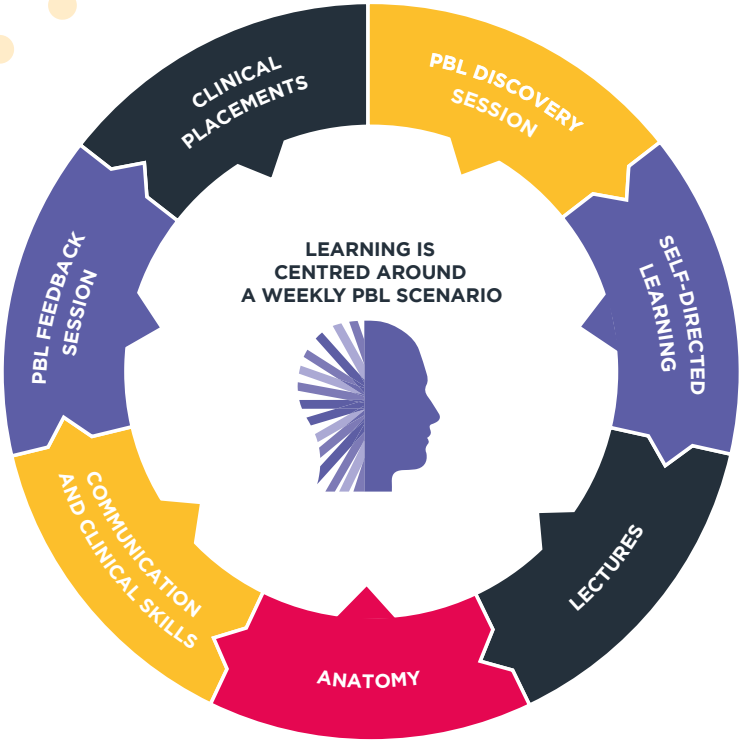 LEARNING IS
CENTRED AROUND
A WEEKLY PBL SCENARIO
PBL DISCOVERY
SESSION
SELF-DIRECTED
LEARNING
LECTURES
ANATOMY
COMMUNICATION
AND CLINICAL SKILLS
PBL FEEDBACK
SESSION
CLINICAL
PLACEMENTS